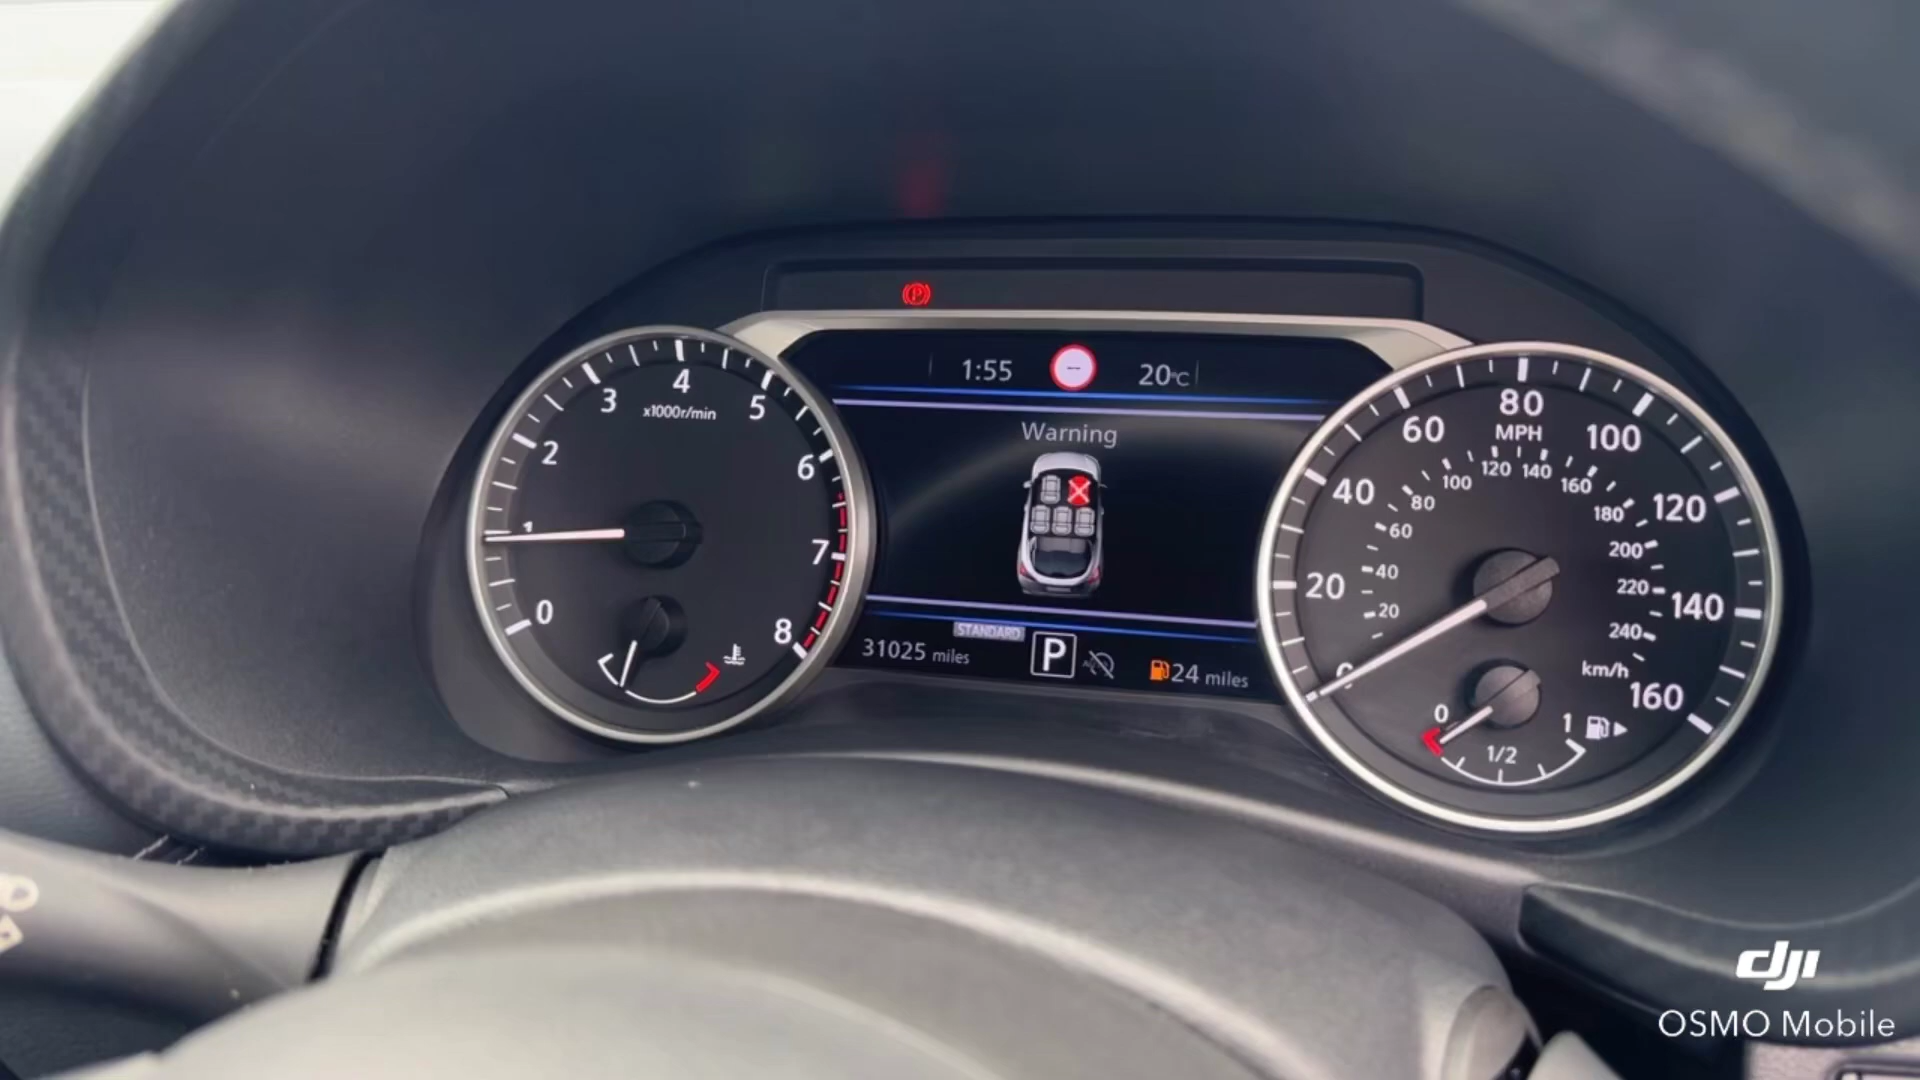 1:55 -- 20°C
Warning
STANDARD
31025 miles
P
24 miles
0
1
2
3
4
5
6
7
8
x1000r/min
0
20
40
60
80
100
120
140
160
MPH
20
40
60
80
100
120
140
160
180
200
220
240
km/h
0
1/2
1
P
dji
OSMO Mobile